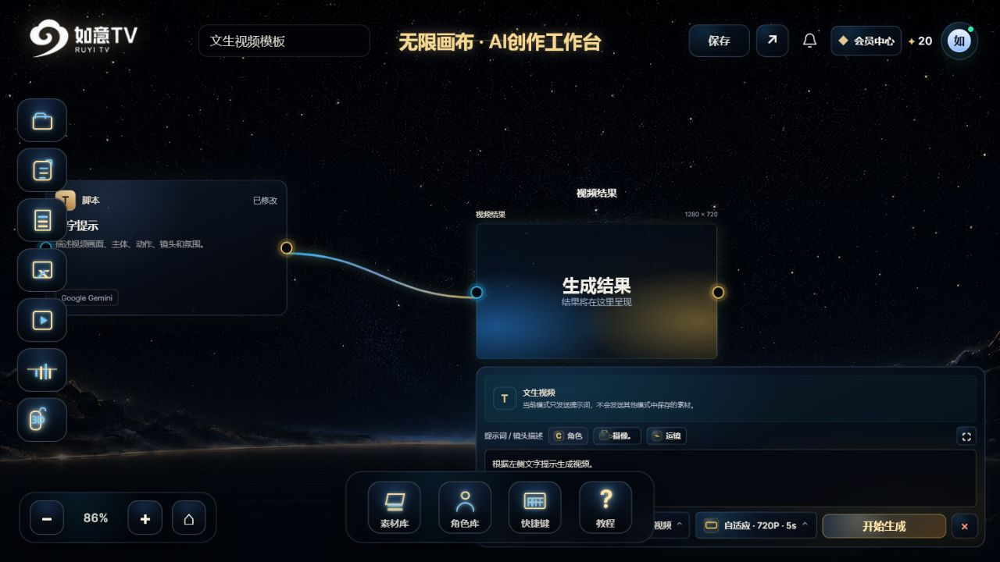 如意TV
RUYI TV
文生视频模板
无限画布 · AI创作工作台
保存
会员中心
20
如
T
脚本
已修改
字提示
描述视频画面、主体、动作、镜头和氛围。
Google Gemini
视频结果
视频结果
1280 × 720
生成结果
结果将在这里呈现
3D
T
文生视频
当前模式只发送提示词，不会发送其他模式中保存的素材。
提示词 / 镜头描述
C 角色
摄像。
运镜
根据左侧文字提示生成视频。
86%
素材库
角色库
快捷键
?
教程
视频
自适应 · 720P · 5s
开始生成